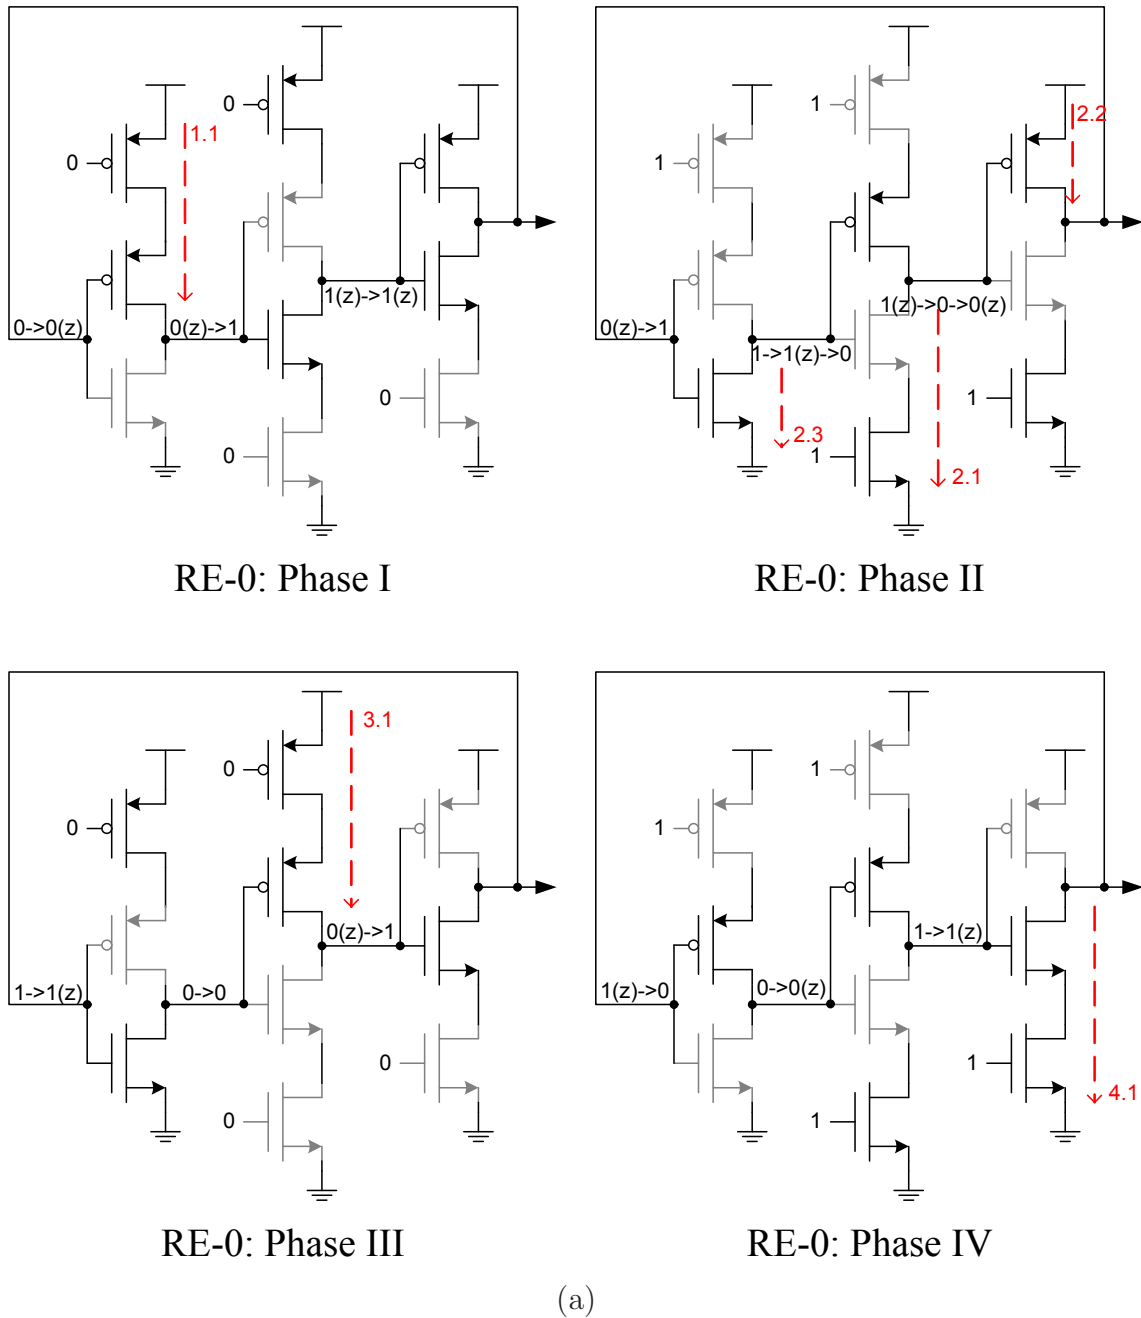 0
1.1
0
0->0(z)
0(z)->1
1(z)->1(z)
0
0
RE-0: Phase I
1
1
2.2
0(z)->1
1->1(z)->0
1(z)->0->0(z)
2.3
1
2.1
1
RE-0: Phase II
0
0
3.1
1->1(z)
0->0
0(z)->1
0
0
RE-0: Phase III
1
1
1(z)->0
0->0(z)
1->1(z)
1
1
4.1
RE-0: Phase IV
(a)